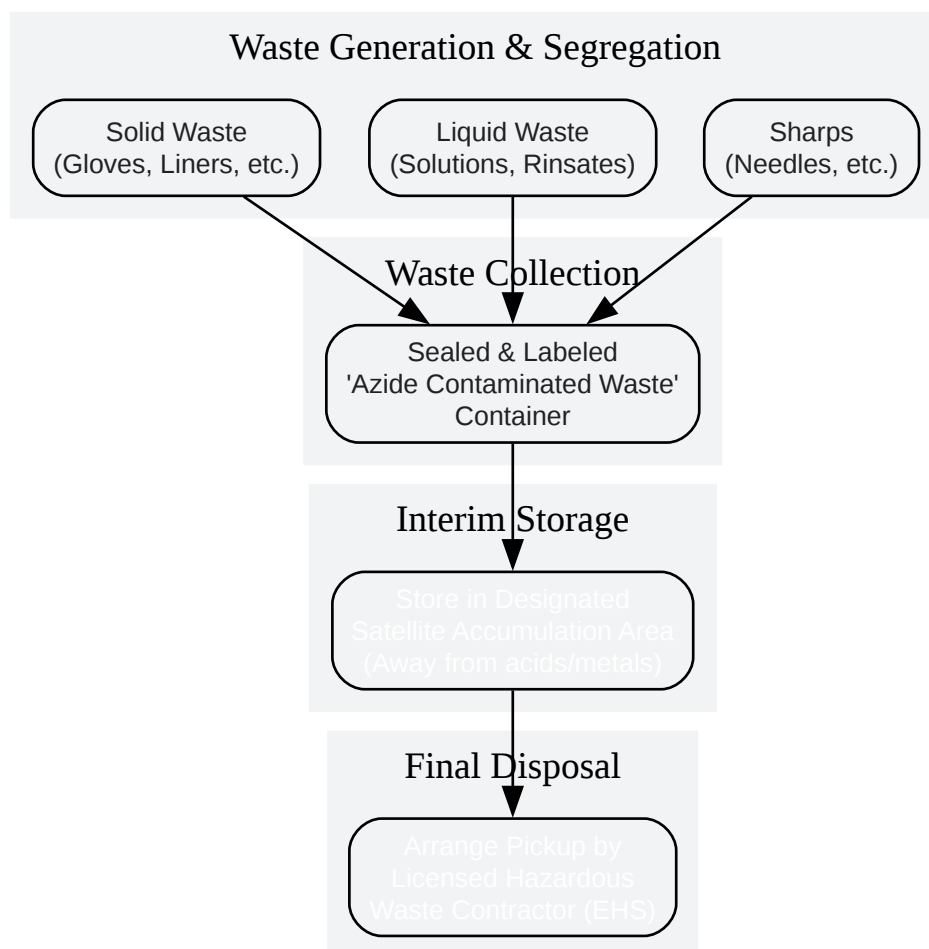 Waste Generation & Segregation
Solid Waste
(Gloves, Liners, etc.)
Liquid Waste
(Solutions, Rinsates)
Sharps
(Needles, etc.)
Waste Collection
Sealed & Labeled
'Azide Contaminated Waste'
Container
Interim Storage
Store in Designated
Satellite Accumulation Area
(Away from acids/metals)
Final Disposal
Arrange Pickup by
Licensed Hazardous
Waste Contractor (EHS)